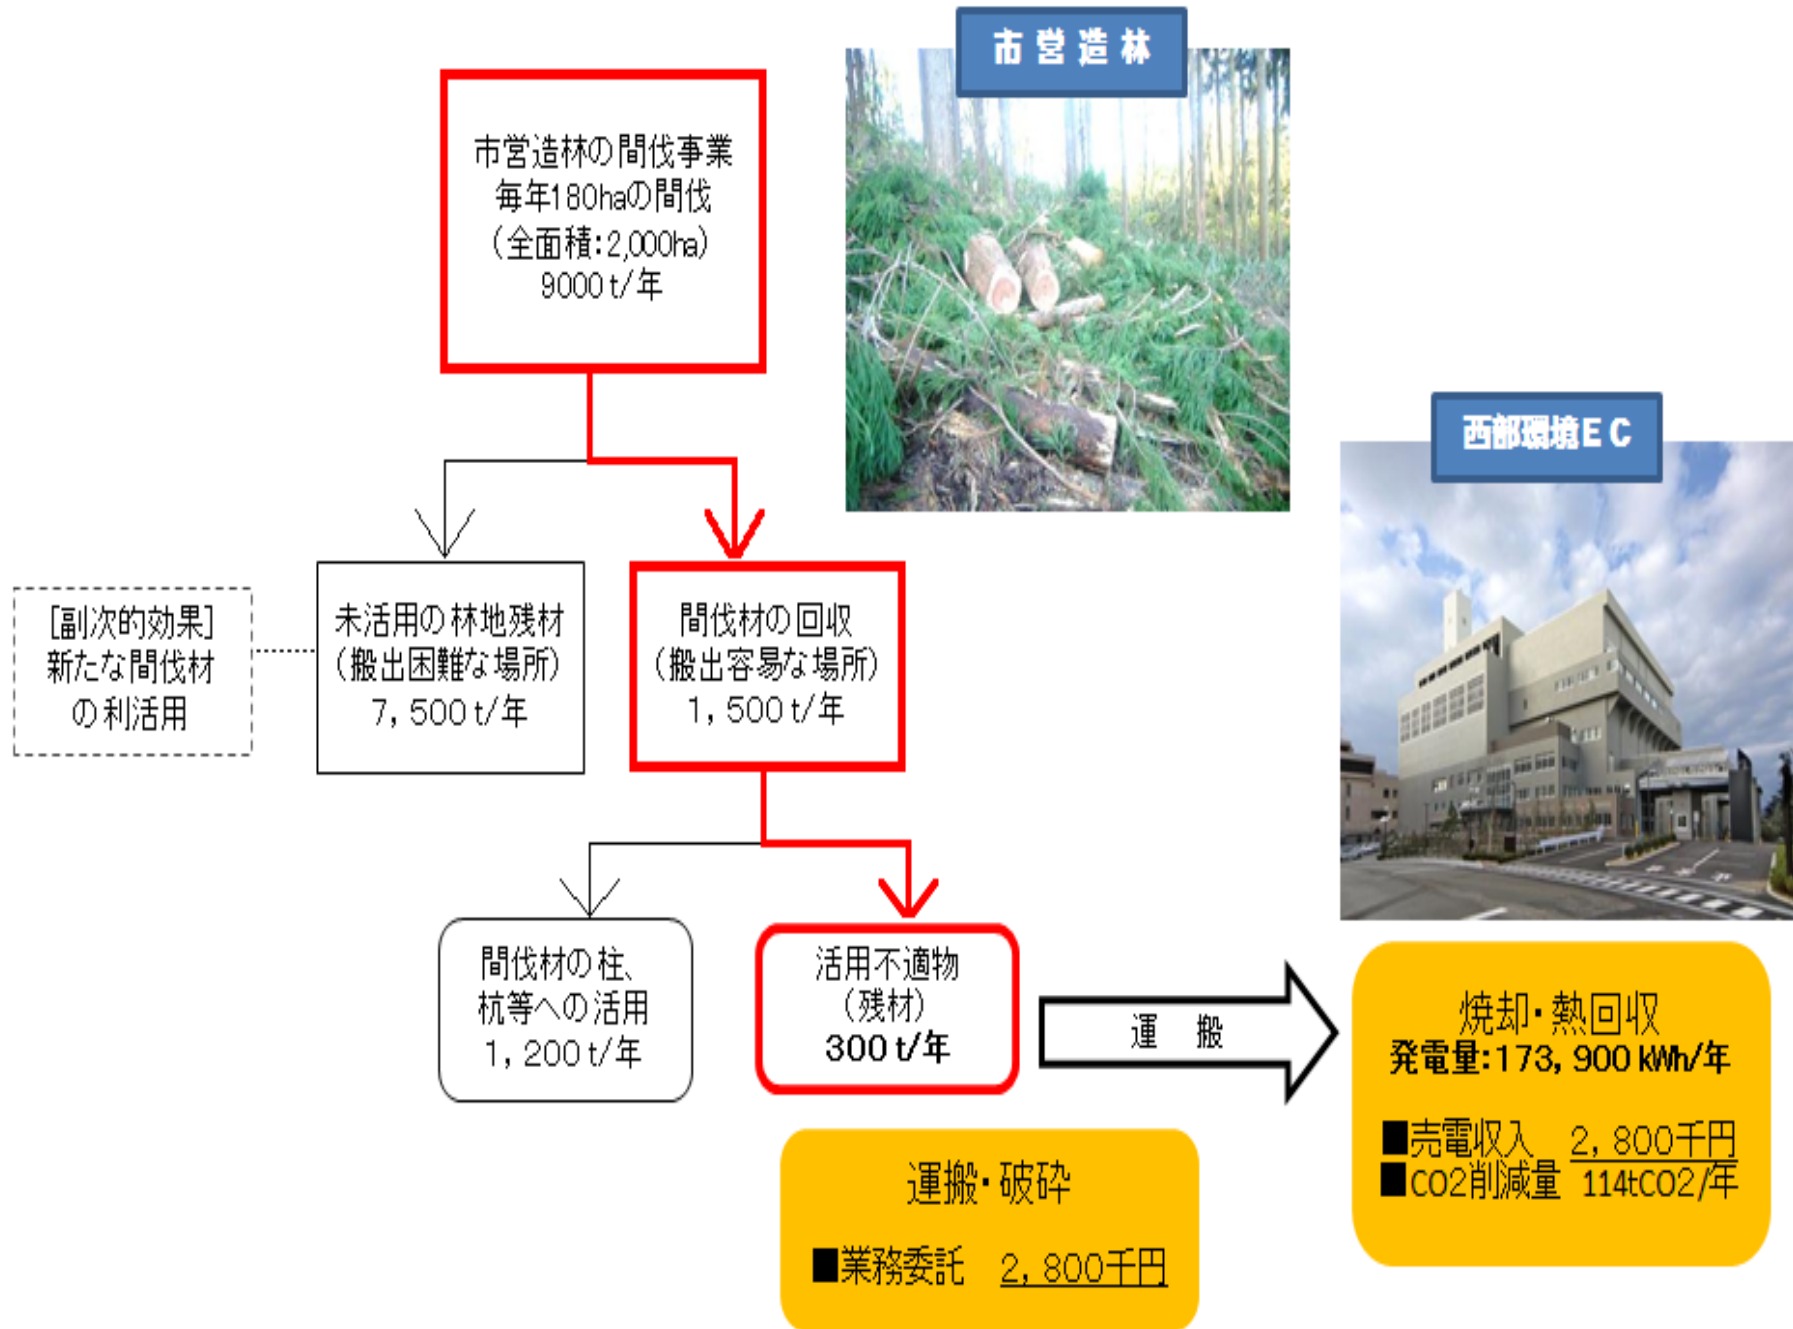 市営造林
市営造林の間伐事業
毎年180haの間伐
(全面積:2,000ha)
9000t/年
西部環境EC
[副次的効果]
新たな間伐材
の利活用
未活用の林地残材
(搬出困難な場所)
7,500t/年
間伐材の回収
(搬出容易な場所)
1,500t/年
間伐材の柱、
杭等への活用
1,200t/年
活用不適物
(残材)
300t/年
運 搬
焼却・熱回収
発電量:173,900kWh/年
■売電収入 2,800千円
■CO2削減量 114tCO2/年
運搬・破砕
■業務委託 2,800千円